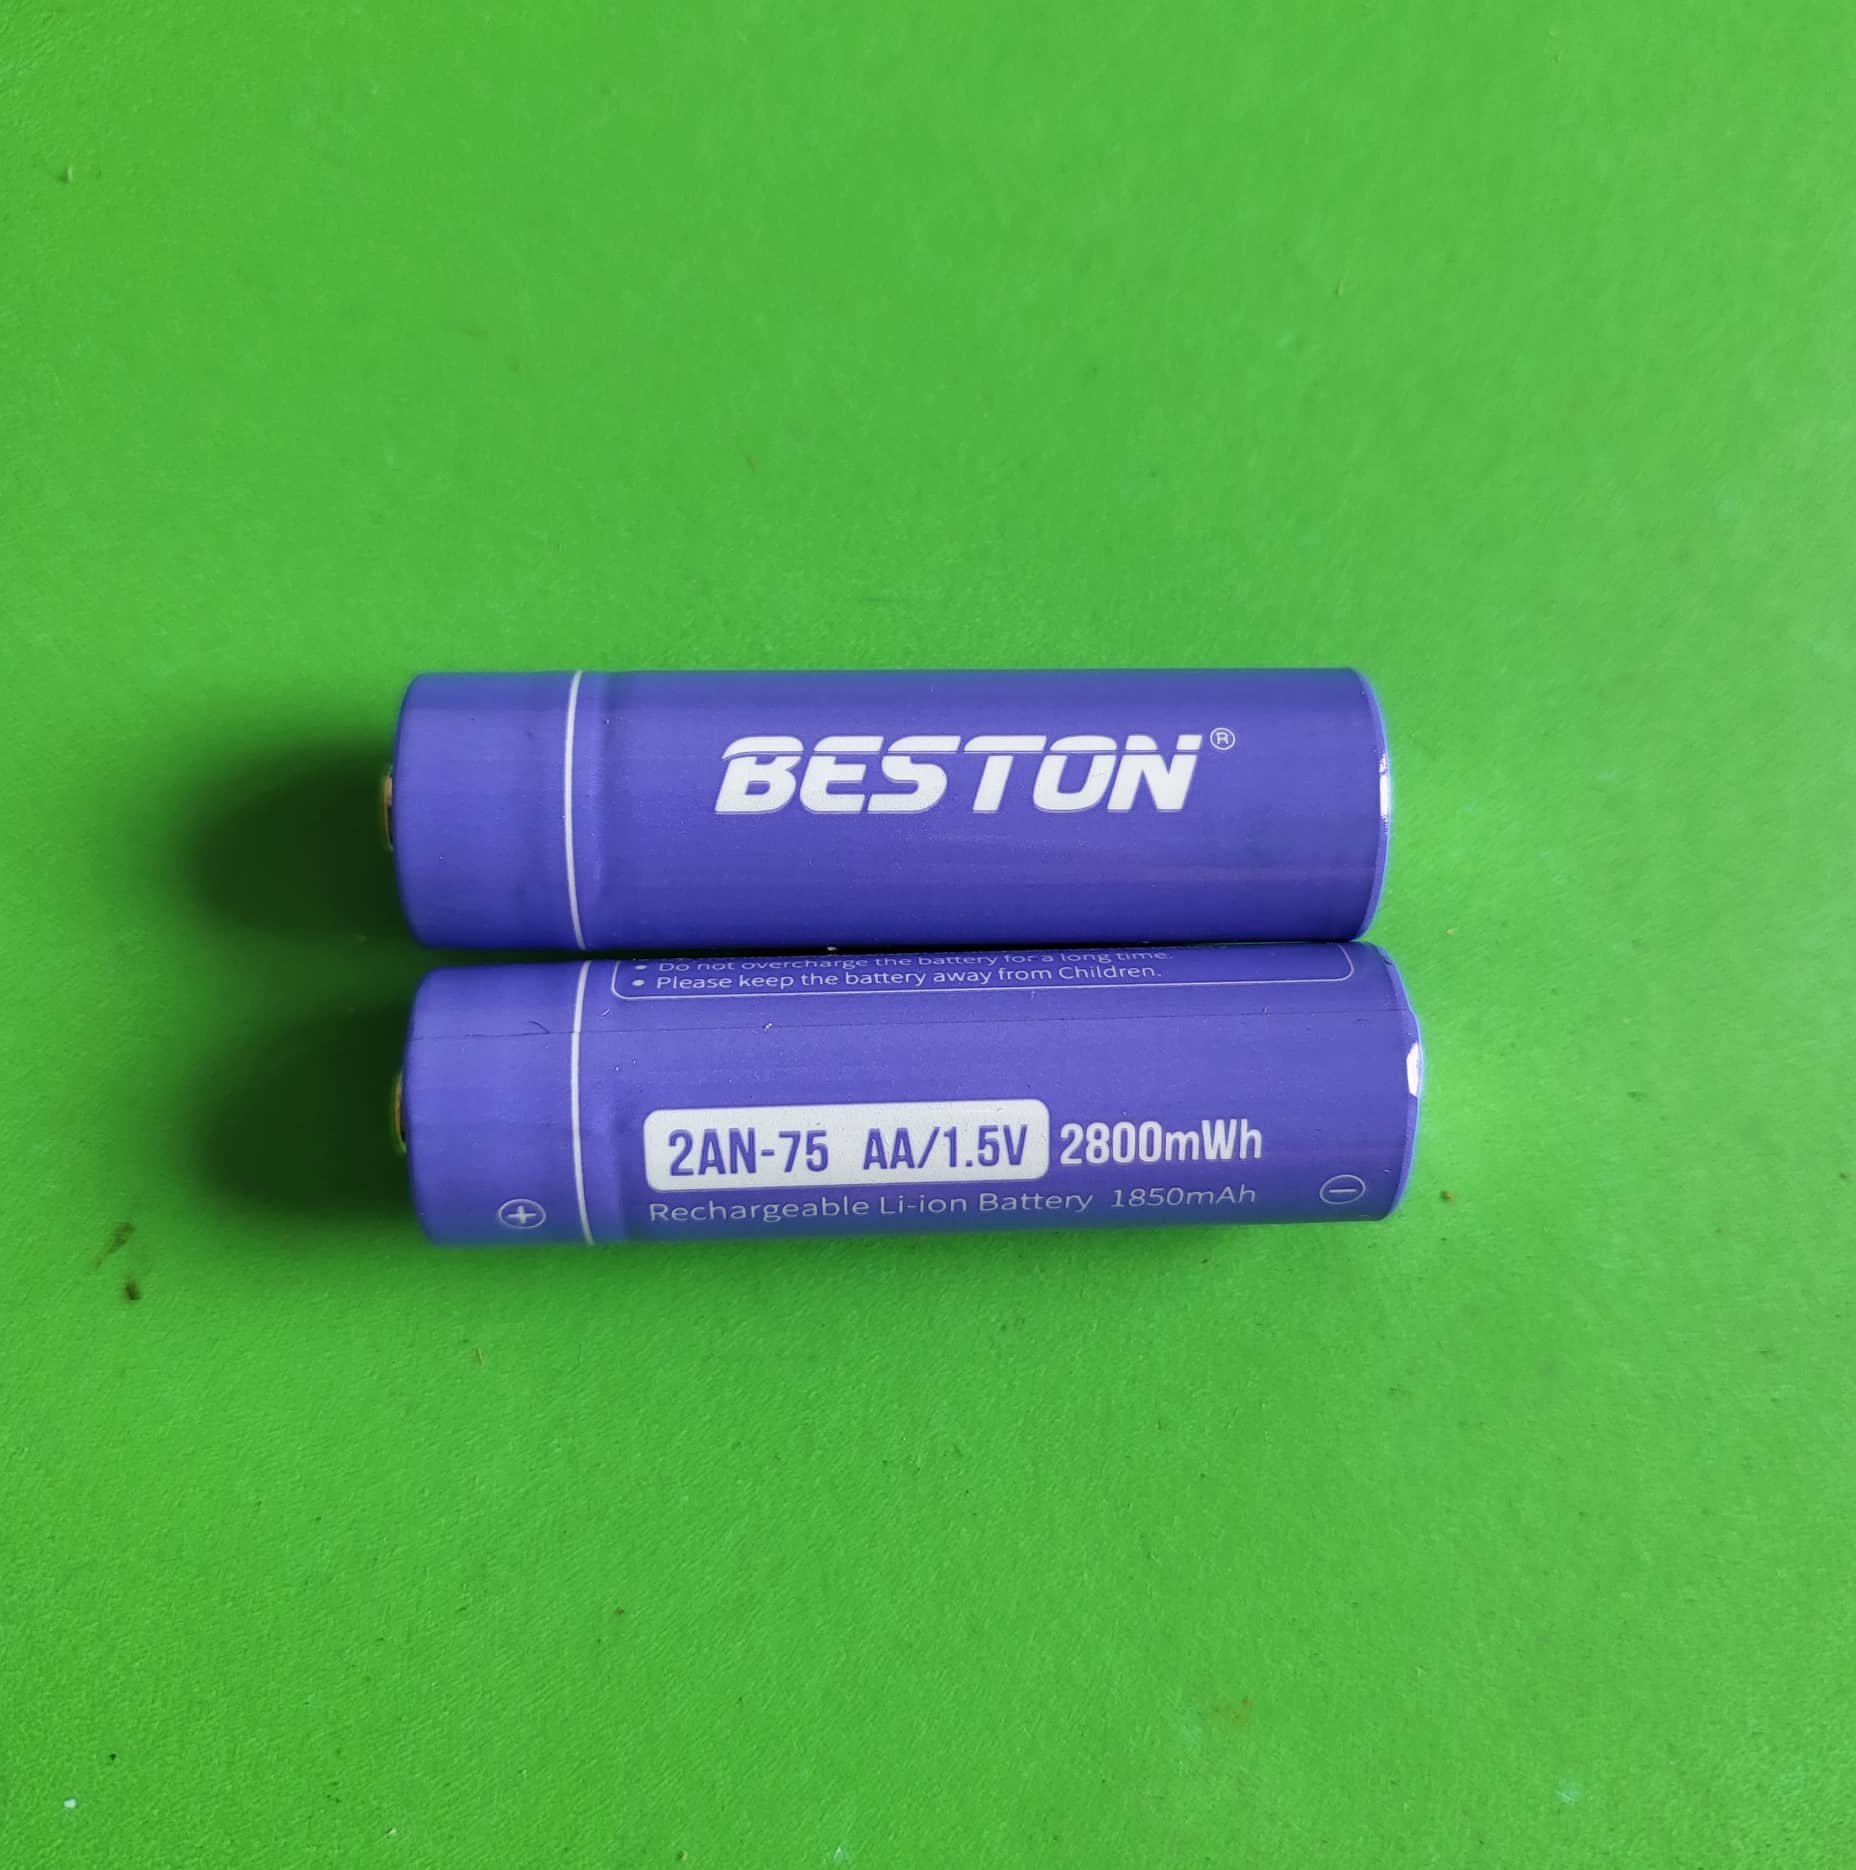 BESTON®
• Do not overcharge the battery for a long time.
• Please keep the battery away from Children.
2AN-75 AA/1.5V 2800mWh
+ Rechargeable Li-ion Battery 1850mAh −